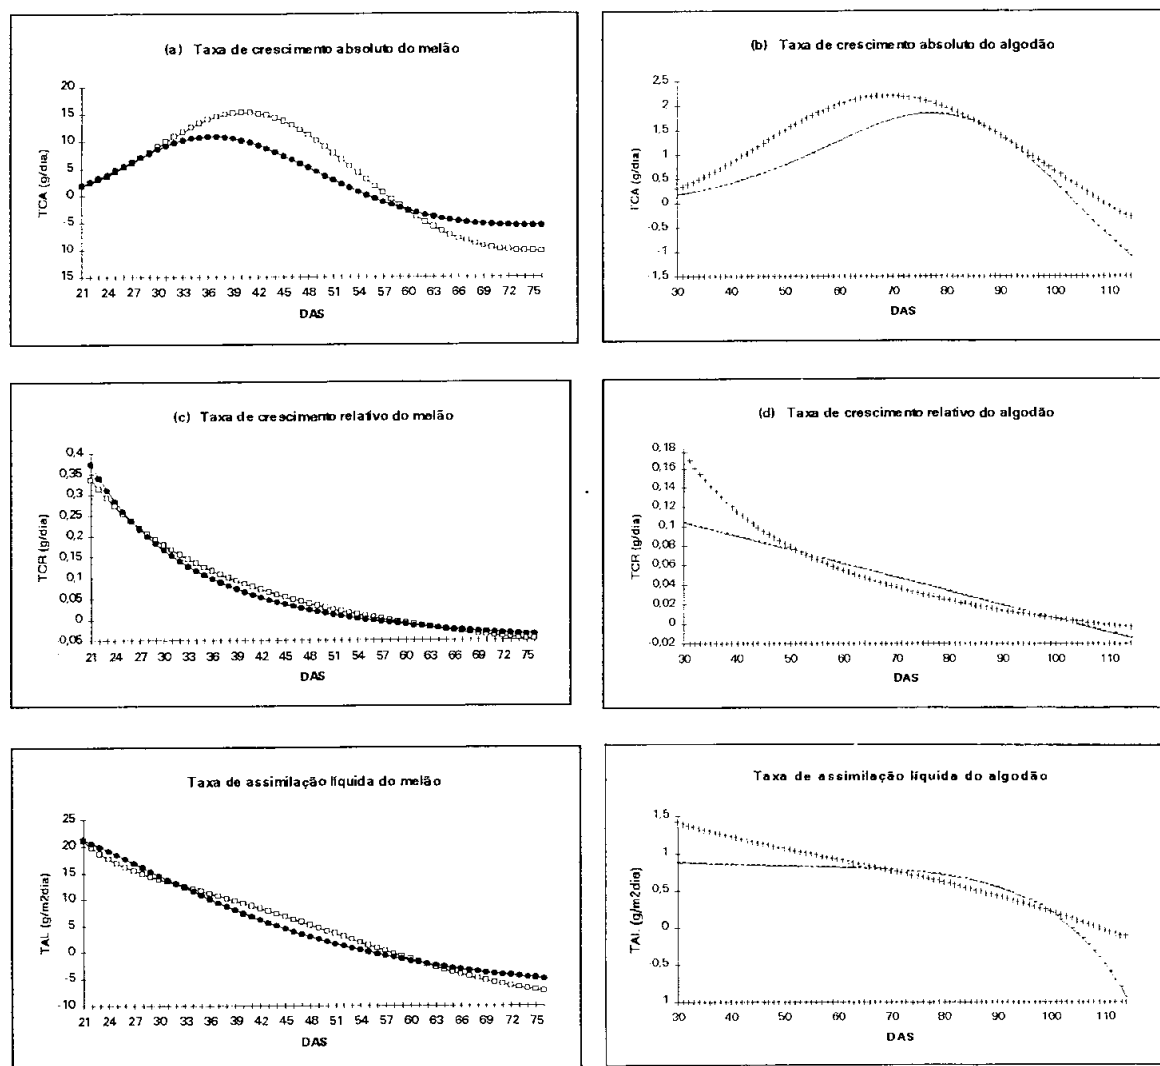 (a) Taxa de crescimento absoluto do melão
20
15
10
5
0
-5
10
15
TCA (g/dia)
21 24 27 30 33 36 39 42 45 48 51 54 57 60 63 66 69 72 75
DAS
(b) Taxa de crescimento absoluto do algodão
2,5
2
1,5
1
0,5
0
-0,5
-1
-1,5
TCA (g/dia)
30 40 50 60 70 80 90 100 110
DAS
(c) Taxa de crescimento relativo do melão
0,4
0,35
0,3
0,25
0,2
0,15
0,1
0,05
0
0,05
TCR (g/dia)
21 24 27 30 33 36 39 42 45 48 51 54 57 60 63 66 69 72 75
DAS
(d) Taxa de crescimento relativo do algodão
0,18
0,16
0,14
0,12
0,1
0,08
0,06
0,04
0,02
0
-0,02
TCR (g/dia)
30 40 50 60 70 80 90 100 110
DAS
Taxa de assimilação líquida do melão
25
20
15
10
5
0
-5
-10
TAL (g/m2dia)
21 24 27 30 33 36 39 42 45 48 51 54 57 60 63 66 69 72 75
DAS
Taxa de assimilação líquida do algodão
1,5
1
0,5
0
-0,5
1
TAL (g/m2dia)
30 40 50 60 70 80 90 100 110
DAS